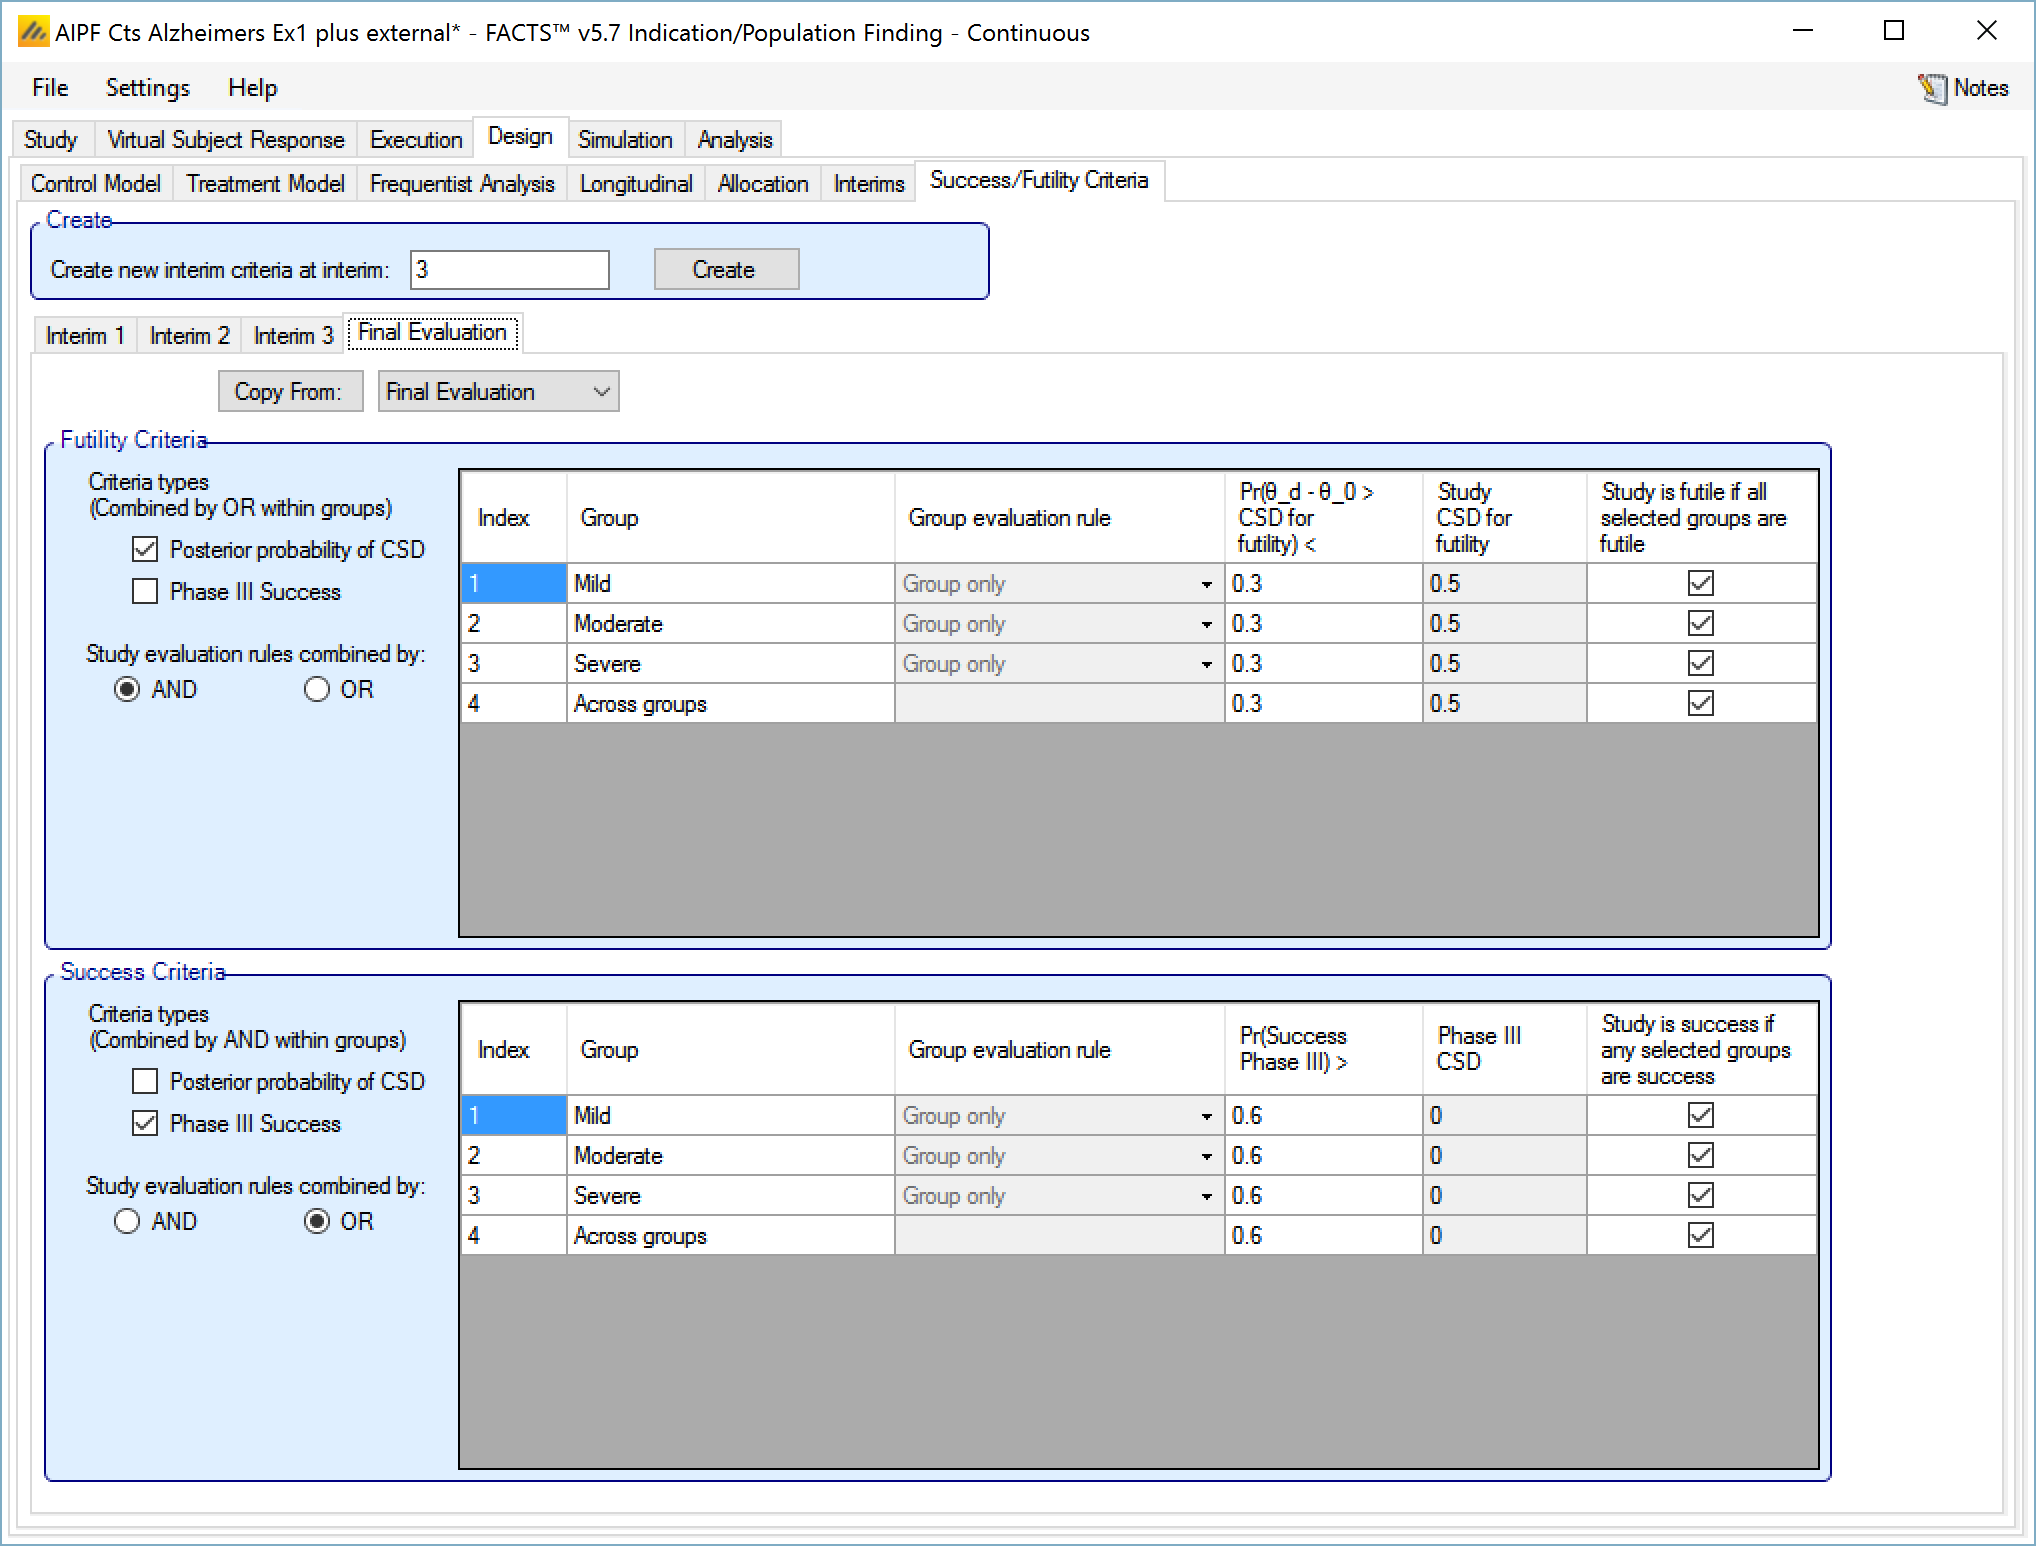 AIPF Cts Alzheimers Ex1 plus external* - FACTS™ v5.7 Indication/Population Finding - Continuous
File Settings Help Notes
Study Virtual Subject Response Execution Design Simulation Analysis
Control Model Treatment Model Frequentist Analysis Longitudinal Allocation Interims Success/Futility Criteria
Create
Create new interim criteria at interim: 3 Create
Interim 1 Interim 2 Interim 3 Final Evaluation
Copy From: Final Evaluation
Futility Criteria
Criteria types
(Combined by OR within groups)
Posterior probability of CSD
Phase III Success
Study evaluation rules combined by:
AND OR
Index Group Group evaluation rule Pr(θ_d - θ_0 > CSD for futility) < Study CSD for futility Study is futile if all selected groups are futile
1 Mild Group only 0.3 0.5
2 Moderate Group only 0.3 0.5
3 Severe Group only 0.3 0.5
4 Across groups 0.3 0.5
Success Criteria
Criteria types
(Combined by AND within groups)
Posterior probability of CSD
Phase III Success
Study evaluation rules combined by:
AND OR
Index Group Group evaluation rule Pr(Success Phase III) > Phase III CSD Study is success if any selected groups are success
1 Mild Group only 0.6 0
2 Moderate Group only 0.6 0
3 Severe Group only 0.6 0
4 Across groups 0.6 0